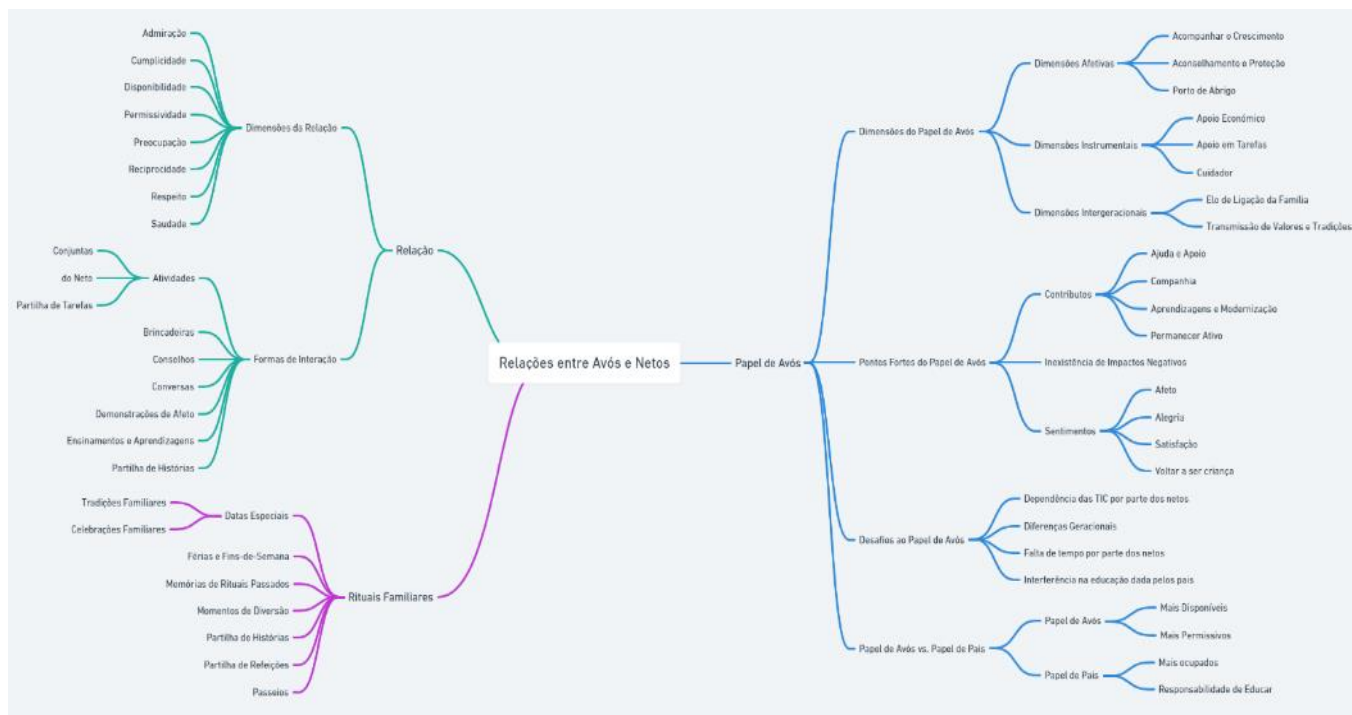 Relações entre Avós e Netos
Relação
Dimensões da Relação
Admiração
Cumplicidade
Disponibilidade
Permissividade
Preocupação
Reciprocidade
Respeito
Saudade
Formas de Interação
Atividades
Conjuntas
do Neto
Partilha de Tarefas
Brincadeiras
Conselhos
Conversas
Demonstrações de Afeto
Ensinamentos e Aprendizagens
Partilha de Histórias
Rituais Familiares
Datas Especiais
Tradições Familiares
Celebrações Familiares
Férias e Fins-de-Semana
Memórias de Rituais Passados
Momentos de Diversão
Partilha de Histórias
Partilha de Refeições
Passeios
Papel de Avós
Dimensões do Papel de Avós
Dimensões Afetivas
Acompanhar o Crescimento
Aconselhamento e Proteção
Porto de Abrigo
Dimensões Instrumentais
Apoio Económico
Apoio em Tarefas
Cuidador
Dimensões Intergeracionais
Elo de Ligação da Família
Transmissão de Valores e Tradições
Pontos Fortes do Papel de Avós
Contributos
Ajuda e Apoio
Companhia
Aprendizagens e Modernização
Permanecer Ativo
Inexistência de Impactos Negativos
Sentimentos
Afeto
Alegria
Satisfação
Voltar a ser criança
Desafios ao Papel de Avós
Dependência das TIC por parte dos netos
Diferenças Geracionais
Falta de tempo por parte dos netos
Interferência na educação dada pelos pais
Papel de Avós vs. Papel de Pais
Papel de Avós
Mais Disponíveis
Mais Permissivos
Papel de Pais
Mais ocupados
Responsabilidade de Educar